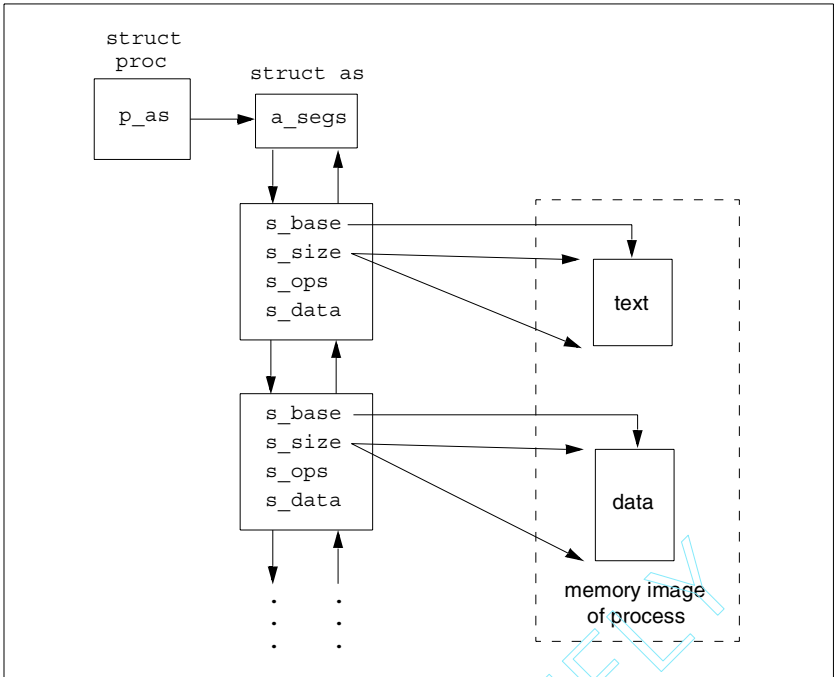 struct
proc
struct as
p_as
a_segs
s_base
s_size
s_ops
s_data
text
s_base
s_size
s_ops
s_data
data
memory image
of process